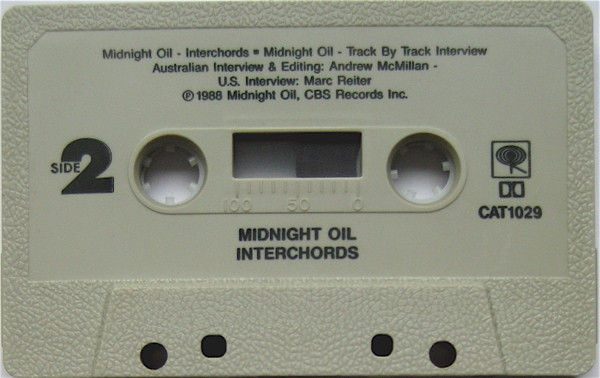 Midnight Oil - Interchords ▪ Midnight Oil - Track By Track Interview
Australian Interview & Editing: Andrew McMillan -
U.S. Interview: Marc Reiter
℗ 1988 Midnight Oil, CBS Records Inc.
SIDE 2
100 50 0
CAT1029
MIDNIGHT OIL
INTERCHORDS